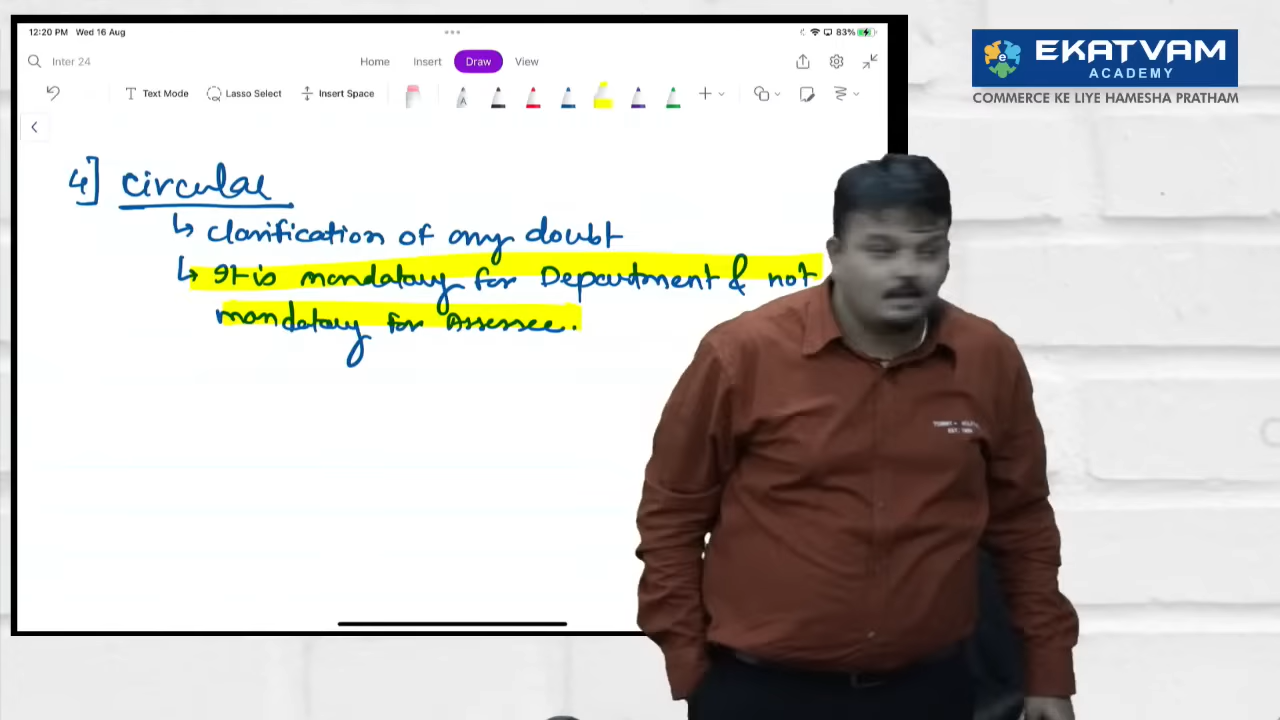 12:20 PM Wed 16 Aug
83%
Inter 24
Home Insert Draw View
Text Mode Lasso Select Insert Space
4] Circular
↳ Clarification of any doubt
↳ It is mandatory for Department & not
mandatory for Assessee.
EKATVAM
ACADEMY
COMMERCE KE LIYE HAMESHA PRATHAM